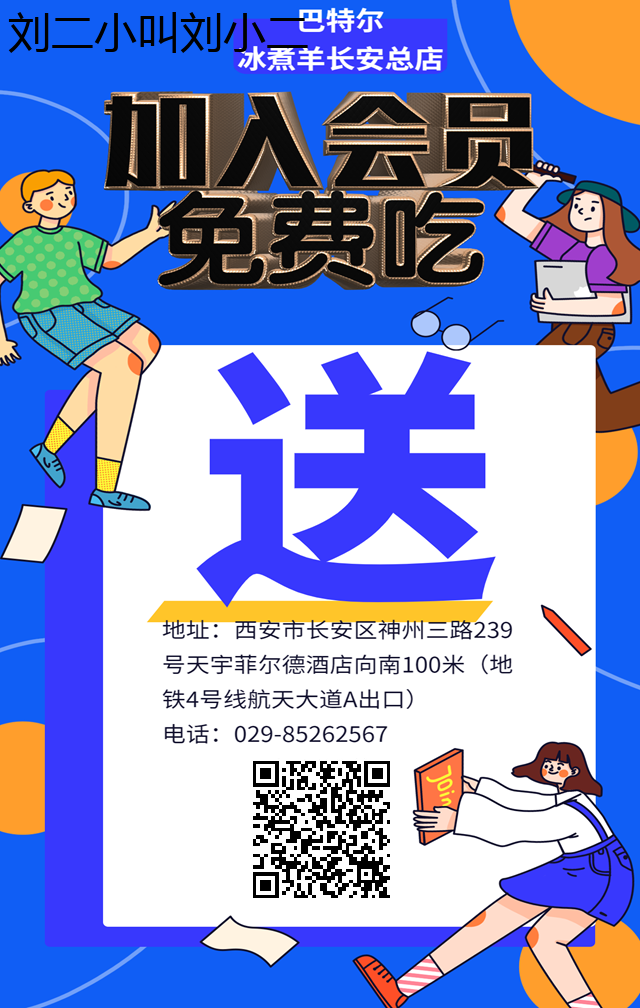 刘二小叫刘小二
巴特尔
冰煮羊长安总店
加入会员
免费吃
送
地址：西安市长安区神州三路239
号天宇菲尔德酒店向南100米（地
铁4号线航天大道A出口）
电话：029-85262567
JOin